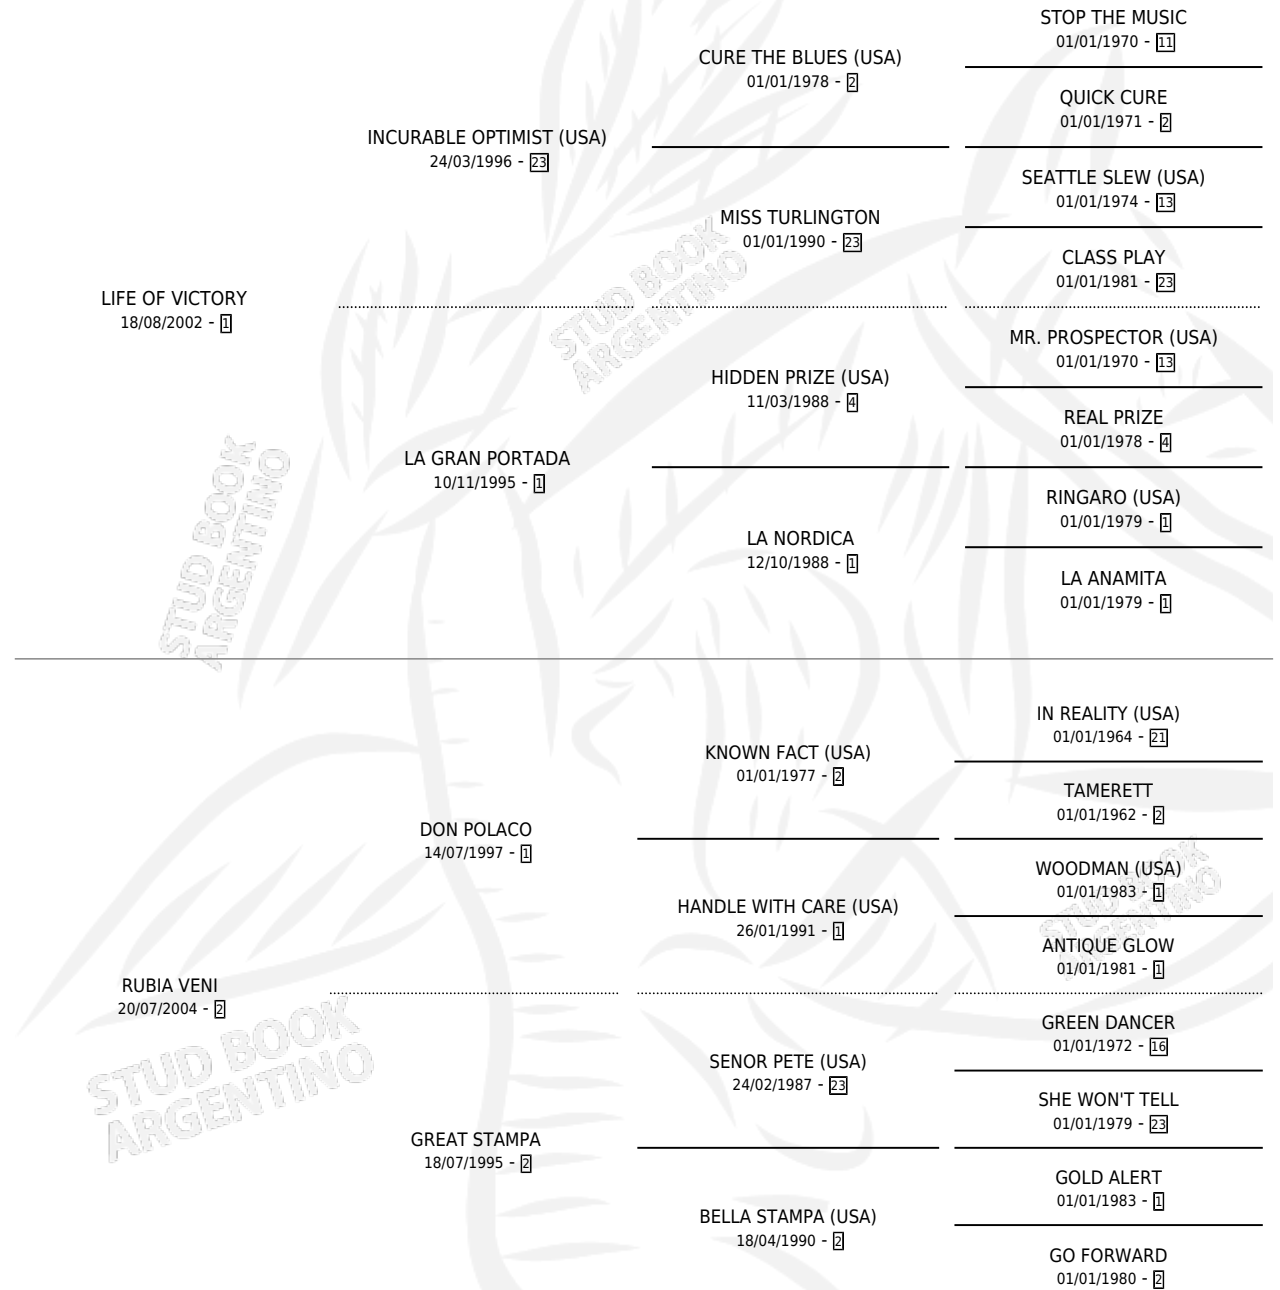 STOP THE MUSIC
01/01/1970 - 11
CURE THE BLUES (USA)
01/01/1978 - 2
QUICK CURE
01/01/1971 - 2
INCURABLE OPTIMIST (USA)
24/03/1996 - 23
SEATTLE SLEW (USA)
01/01/1974 - 13
MISS TURLINGTON
01/01/1990 - 23
CLASS PLAY
01/01/1981 - 23
LIFE OF VICTORY
18/08/2002 - 1
MR. PROSPECTOR (USA)
01/01/1970 - 13
HIDDEN PRIZE (USA)
11/03/1988 - 4
REAL PRIZE
01/01/1978 - 4
LA GRAN PORTADA
10/11/1995 - 1
RINGARO (USA)
01/01/1979 - 1
LA NORDICA
12/10/1988 - 1
LA ANAMITA
01/01/1979 - 1
IN REALITY (USA)
01/01/1964 - 21
KNOWN FACT (USA)
01/01/1977 - 2
TAMERETT
01/01/1962 - 2
DON POLACO
14/07/1997 - 1
WOODMAN (USA)
01/01/1983 - 1
HANDLE WITH CARE (USA)
26/01/1991 - 1
ANTIQUE GLOW
01/01/1981 - 1
RUBIA VENI
20/07/2004 - 2
GREEN DANCER
01/01/1972 - 16
SENOR PETE (USA)
24/02/1987 - 23
SHE WON'T TELL
01/01/1979 - 23
GREAT STAMPA
18/07/1995 - 2
GOLD ALERT
01/01/1983 - 1
BELLA STAMPA (USA)
18/04/1990 - 2
GO FORWARD
01/01/1980 - 2
STUD BOOK
ARGENTINO
STUD BOOK
ARGENTINO
STUD BOOK
ARGENTINO
STUD BOOK
ARGENTINO